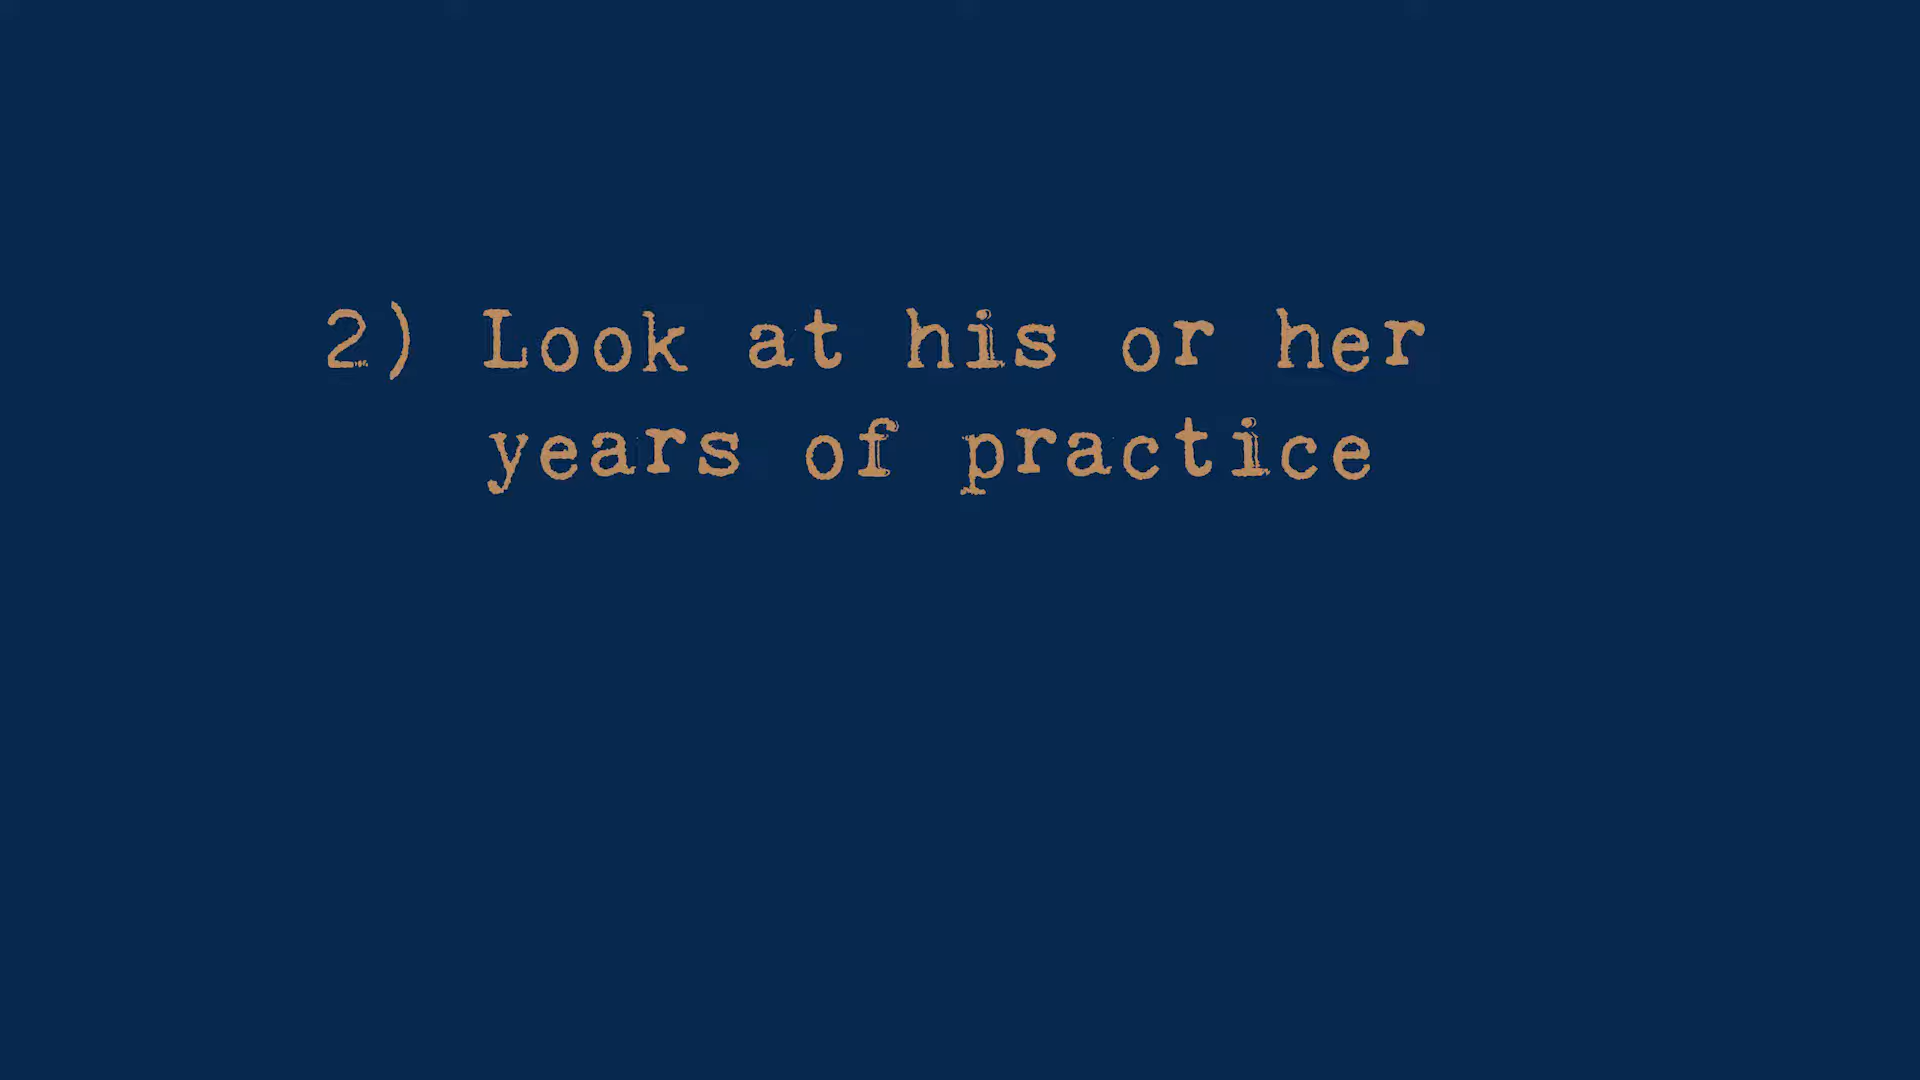 2) Look at his or her
years of practice